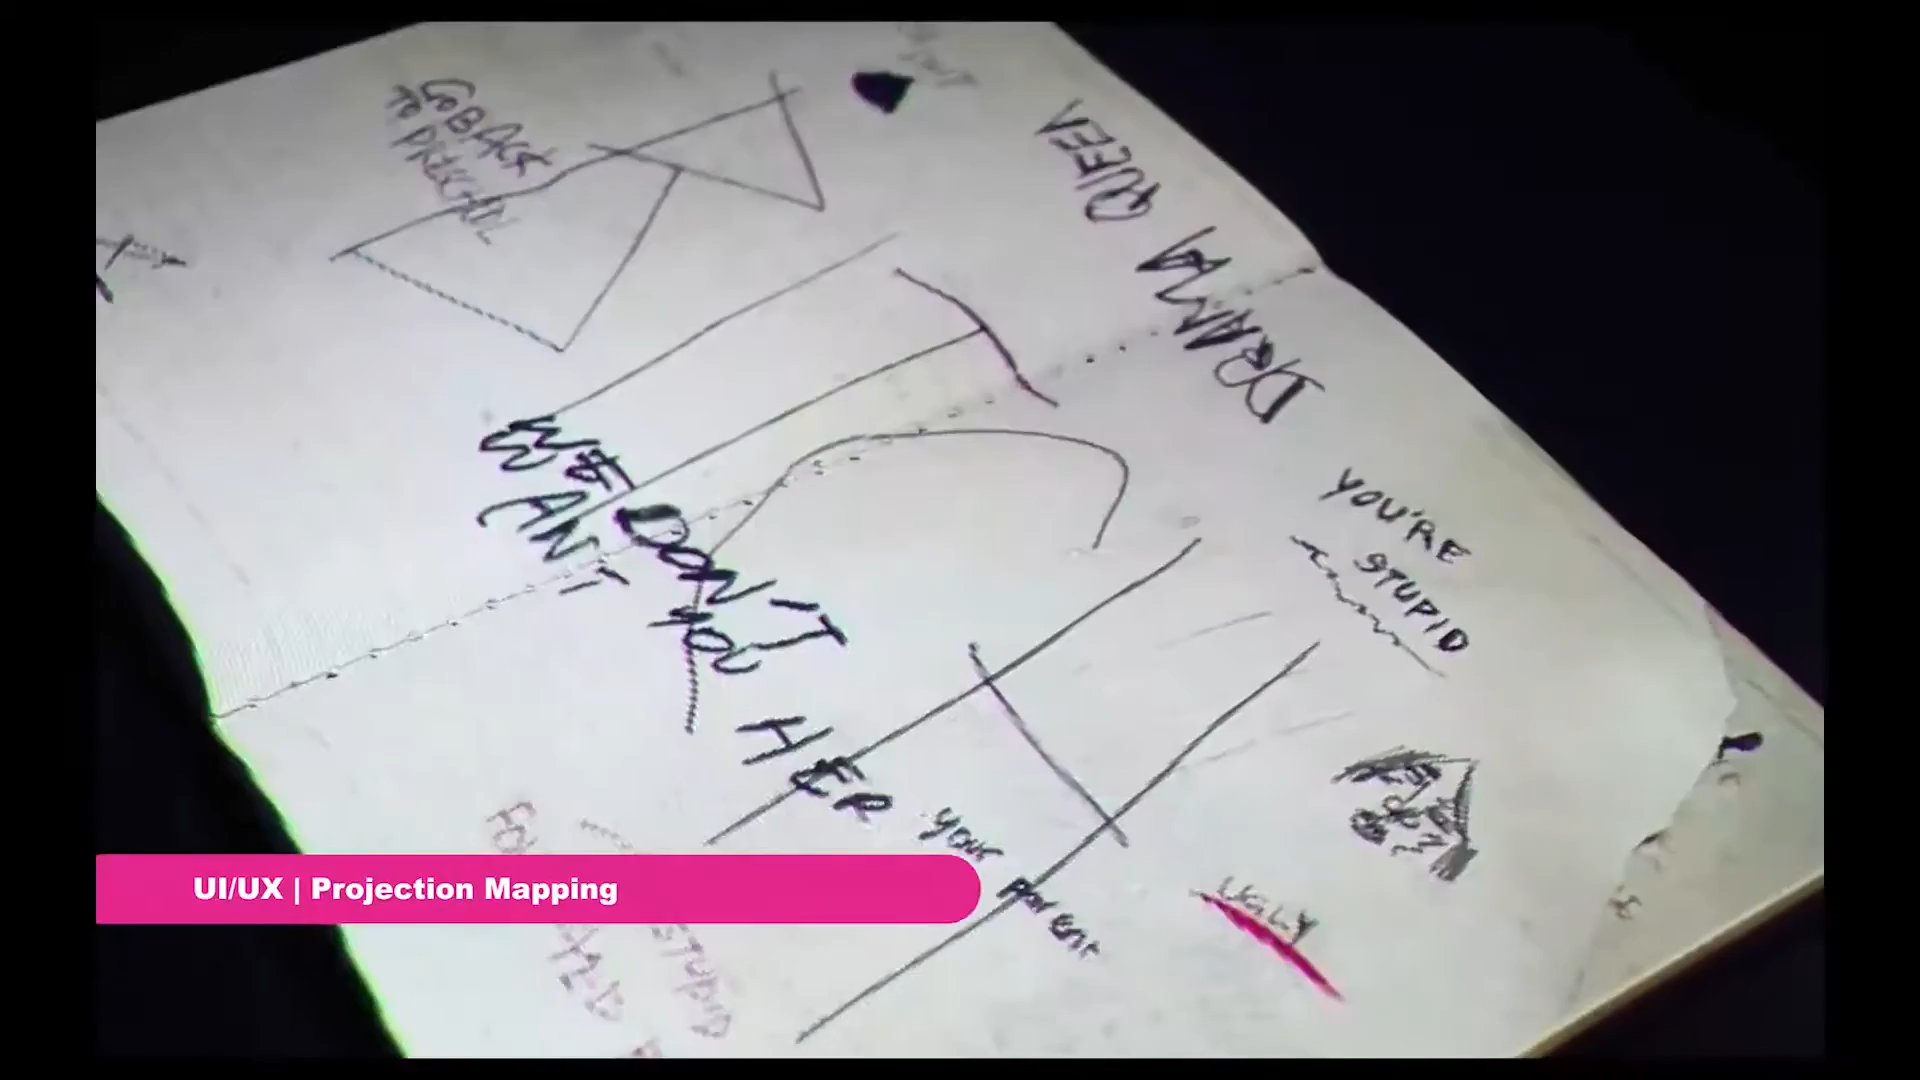 GO BACK
TO PRESCHOOL
DRAMA QUEEN
YOU'RE
STUPID
WE DON'T
WANT YOU
HER
your
parent
UGLY
STUPID
UI/UX | Projection Mapping